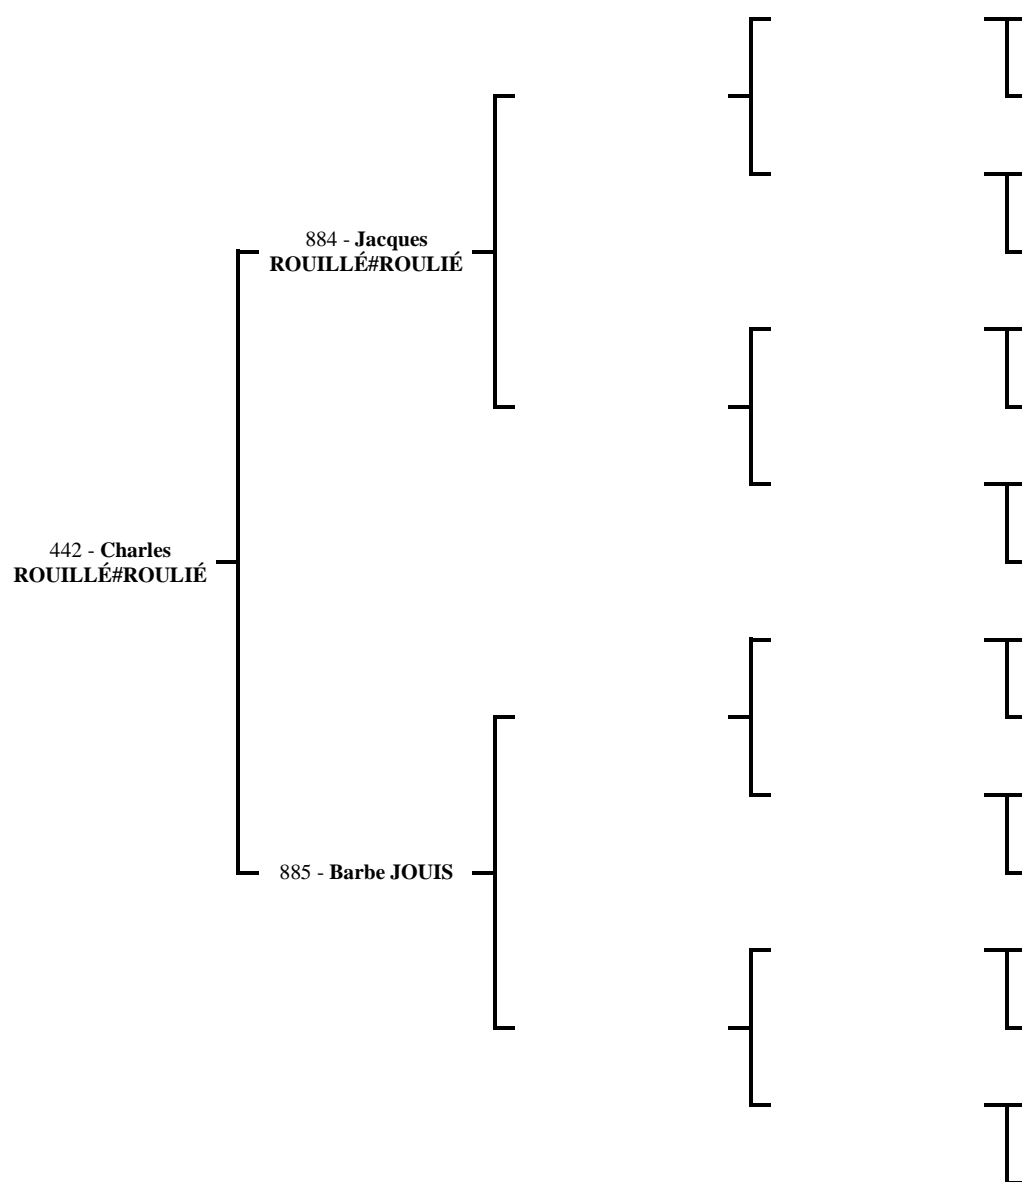 884 - Jacques
ROUILLÉ#ROULIÉ
442 - Charles
ROUILLÉ#ROULIÉ
885 - Barbe JOUIS